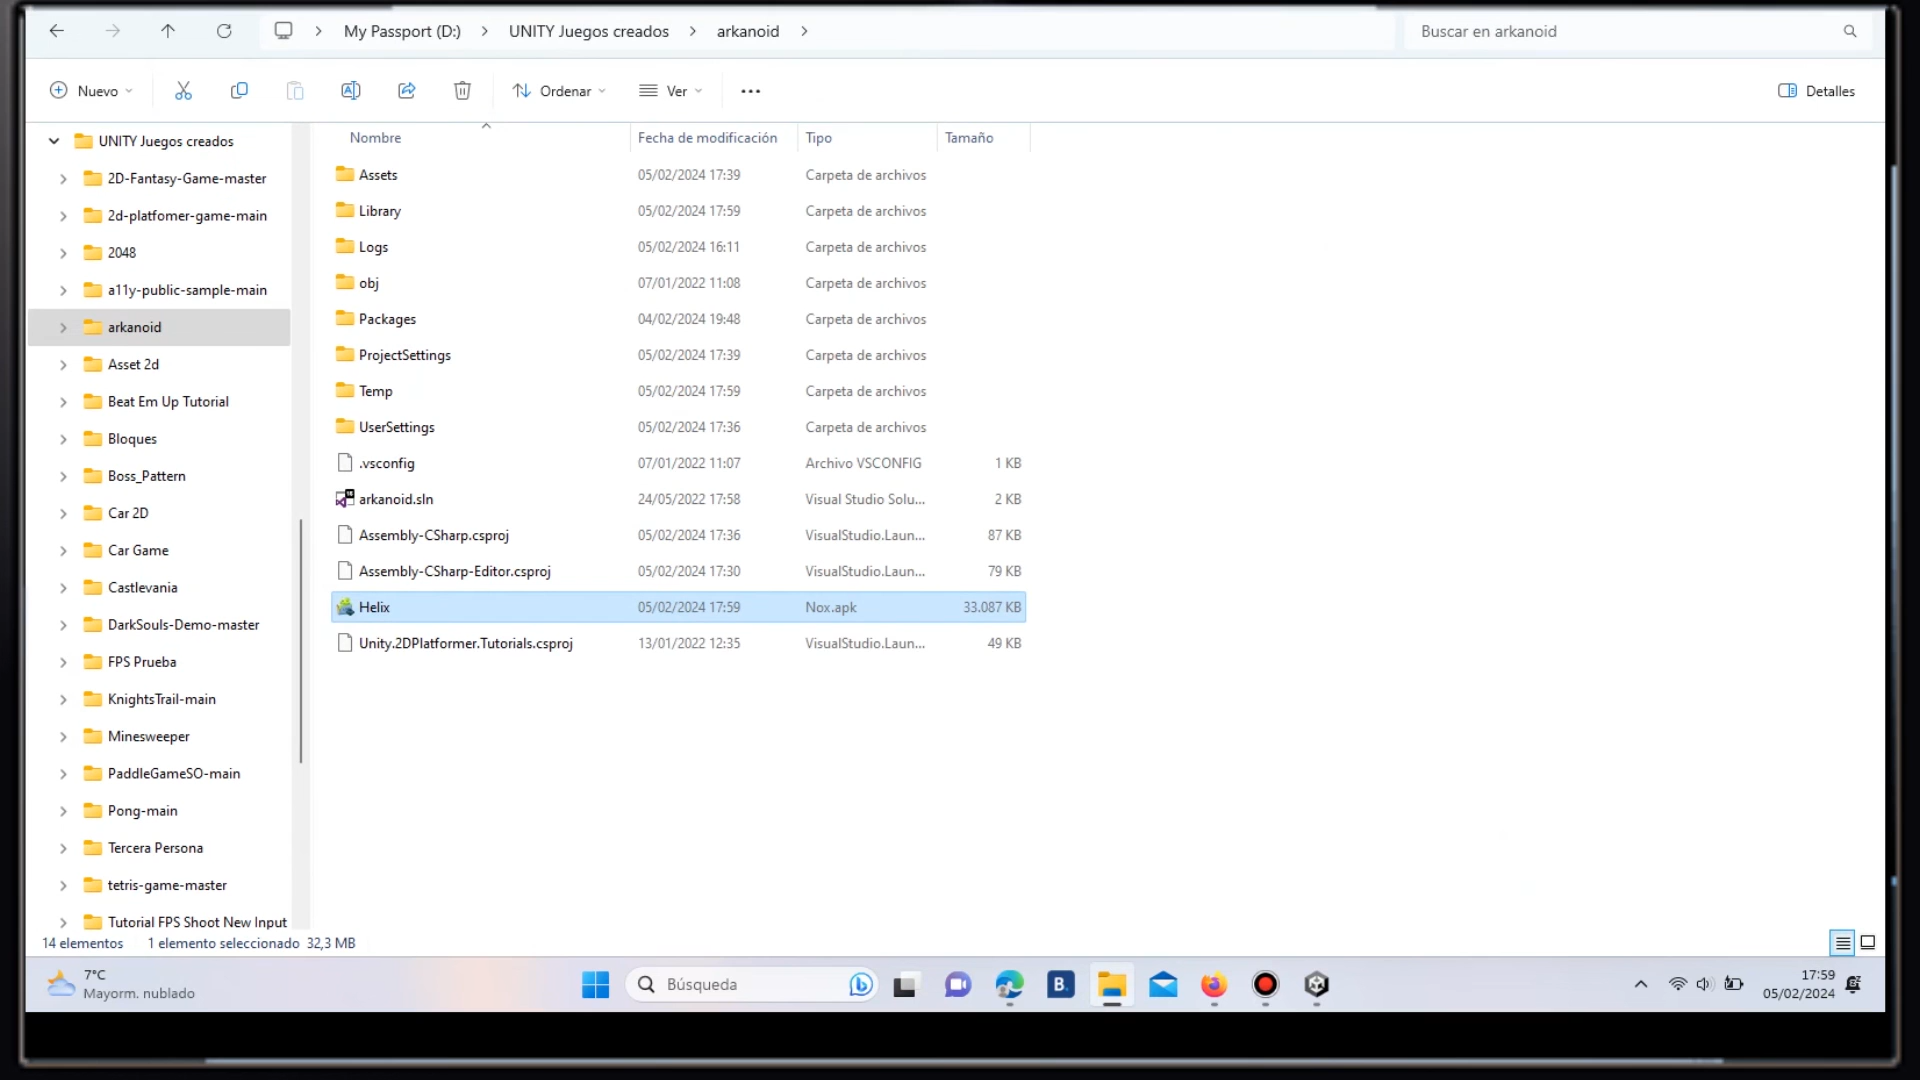 My Passport (D:) UNITY Juegos creados arkanoid Buscar en arkanoid
Nuevo Ordenar Ver Detalles
Nombre Fecha de modificación Tipo Tamaño
UNITY Juegos creados
2D-Fantasy-Game-master
2d-platfomer-game-main
2048
a11y-public-sample-main
arkanoid
Asset 2d
Beat Em Up Tutorial
Bloques
Boss_Pattern
Car 2D
Car Game
Castlevania
DarkSouls-Demo-master
FPS Prueba
KnightsTrail-main
Minesweeper
PaddleGameSO-main
Pong-main
Tercera Persona
tetris-game-master
Tutorial FPS Shoot New Input
Assets 05/02/2024 17:39 Carpeta de archivos
Library 05/02/2024 17:59 Carpeta de archivos
Logs 05/02/2024 16:11 Carpeta de archivos
obj 07/01/2022 11:08 Carpeta de archivos
Packages 04/02/2024 19:48 Carpeta de archivos
ProjectSettings 05/02/2024 17:39 Carpeta de archivos
Temp 05/02/2024 17:59 Carpeta de archivos
UserSettings 05/02/2024 17:36 Carpeta de archivos
.vsconfig 07/01/2022 11:07 Archivo VSCONFIG 1 KB
arkanoid.sln 24/05/2022 17:58 Visual Studio Solu... 2 KB
Assembly-CSharp.csproj 05/02/2024 17:36 VisualStudio.Laun... 87 KB
Assembly-CSharp-Editor.csproj 05/02/2024 17:30 VisualStudio.Laun... 79 KB
Helix 05/02/2024 17:59 Nox.apk 33.087 KB
Unity.2DPlatformer.Tutorials.csproj 13/01/2022 12:35 VisualStudio.Laun... 49 KB
14 elementos 1 elemento seleccionado 32,3 MB
7°C
Mayorm. nublado
Búsqueda
B.
17:59
05/02/2024